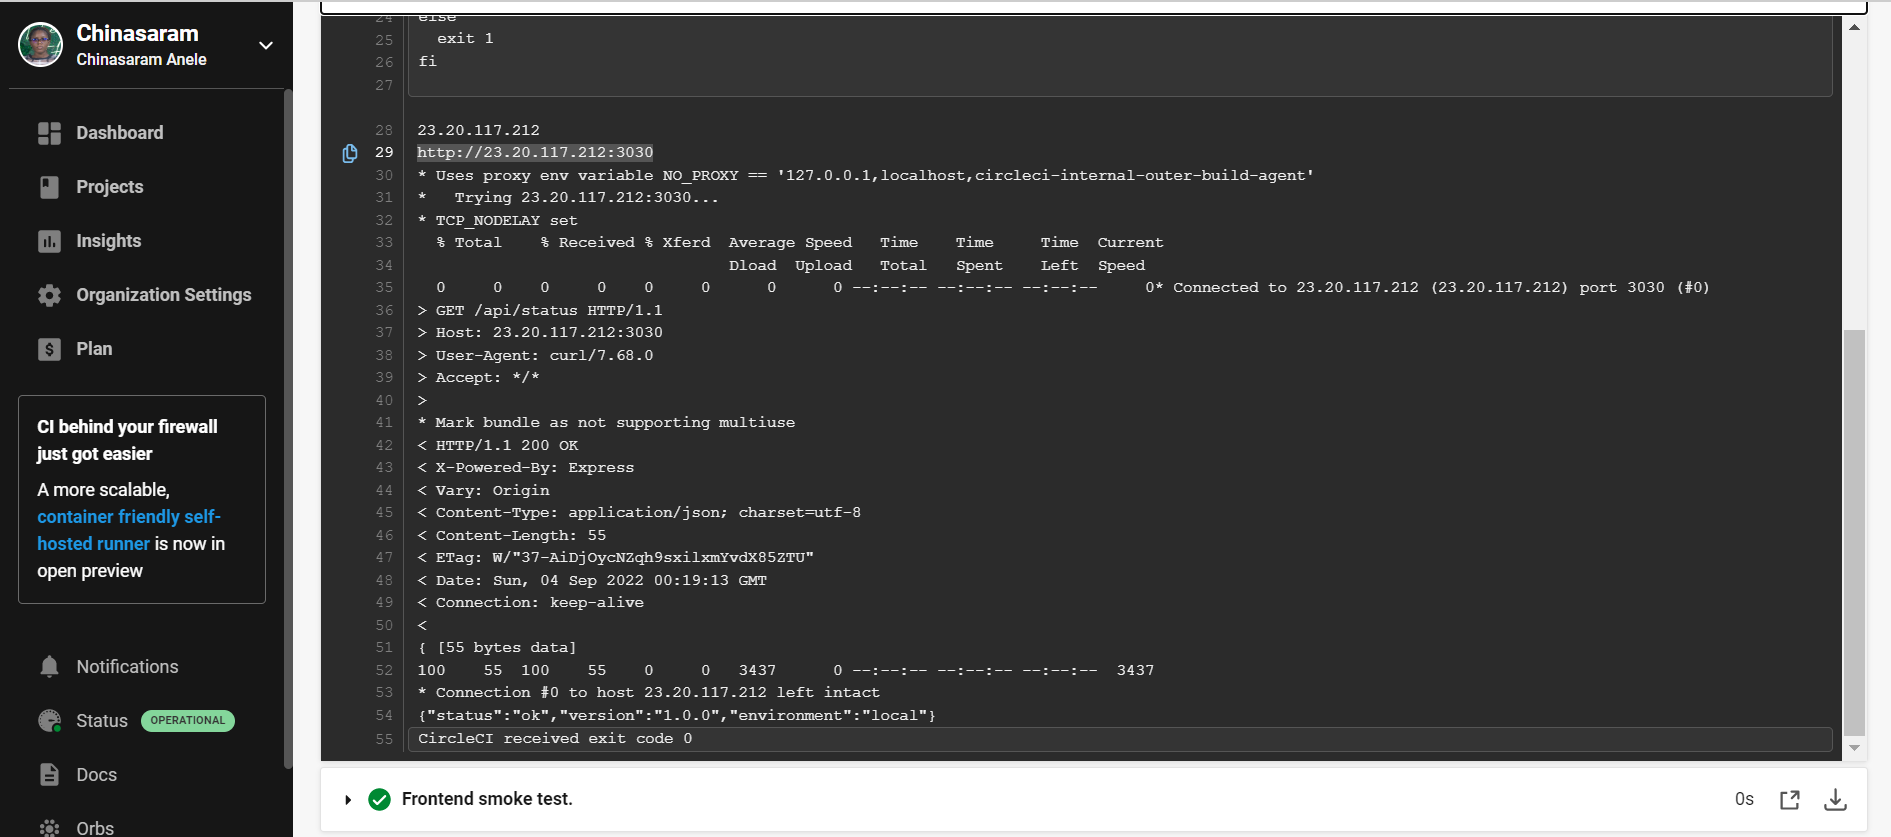 Chinasaram
Chinasaram Anele
Dashboard
Projects
Insights
Organization Settings
Plan
CI behind your firewall
just got easier
A more scalable,
container friendly self-
hosted runner is now in
open preview
Notifications
Status OPERATIONAL
Docs
Orbs
24 else
25   exit 1
26 fi
27
28 23.20.117.212
29 http://23.20.117.212:3030
30 * Uses proxy env variable NO_PROXY == '127.0.0.1,localhost,circleci-internal-outer-build-agent'
31 *   Trying 23.20.117.212:3030...
32 * TCP_NODELAY set
33   % Total    % Received % Xferd  Average Speed   Time    Time     Time  Current
34                                  Dload  Upload   Total   Spent    Left  Speed
35   0     0    0     0    0     0      0      0 --:--:-- --:--:-- --:--:--     0* Connected to 23.20.117.212 (23.20.117.212) port 3030 (#0)
36 > GET /api/status HTTP/1.1
37 > Host: 23.20.117.212:3030
38 > User-Agent: curl/7.68.0
39 > Accept: */*
40 >
41 * Mark bundle as not supporting multiuse
42 < HTTP/1.1 200 OK
43 < X-Powered-By: Express
44 < Vary: Origin
45 < Content-Type: application/json; charset=utf-8
46 < Content-Length: 55
47 < ETag: W/"37-AiDjOycNZqh9sxilxmYvdX85ZTU"
48 < Date: Sun, 04 Sep 2022 00:19:13 GMT
49 < Connection: keep-alive
50 <
51 { [55 bytes data]
52 100    55  100    55    0     0   3437      0 --:--:-- --:--:-- --:--:--  3437
53 * Connection #0 to host 23.20.117.212 left intact
54 {"status":"ok","version":"1.0.0","environment":"local"}
55 CircleCI received exit code 0
Frontend smoke test. 0s